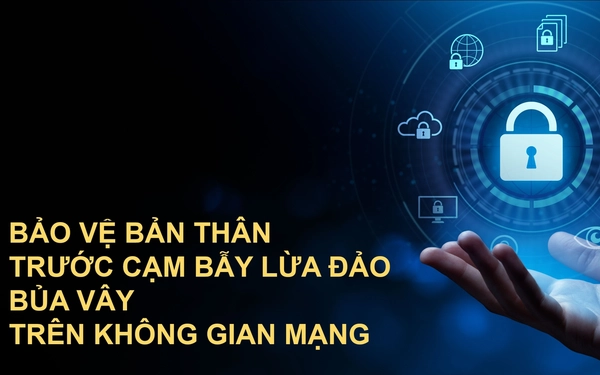 BẢO VỆ BẢN THÂN
TRƯỚC CẠM BẪY LỪA ĐẢO
BỦA VÂY
TRÊN KHÔNG GIAN MẠNG